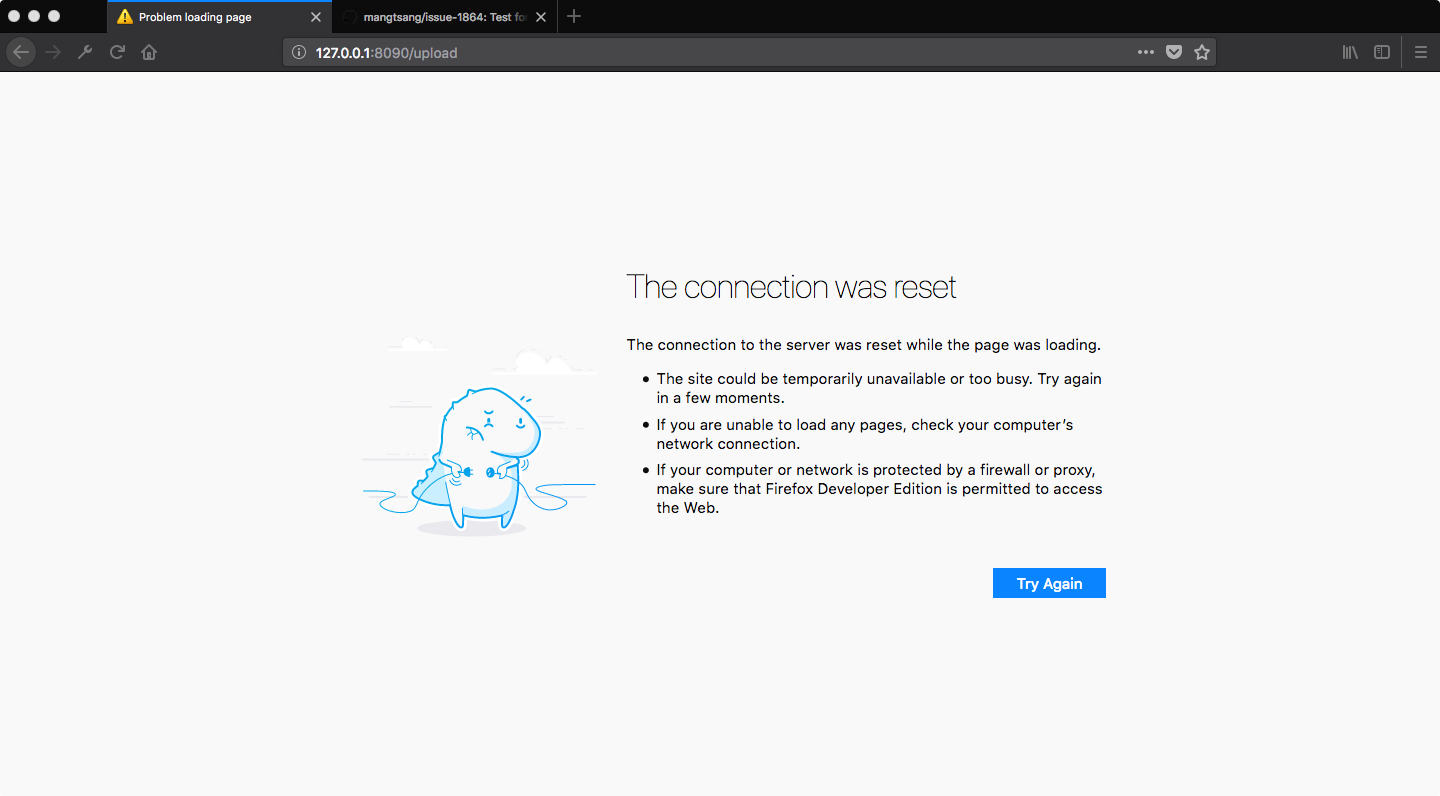 Problem loading page
mangtsang/issue-1864: Test fo
127.0.0.1:8090/upload
The connection was reset
The connection to the server was reset while the page was loading.
The site could be temporarily unavailable or too busy. Try again
in a few moments.
If you are unable to load any pages, check your computer’s
network connection.
If your computer or network is protected by a firewall or proxy,
make sure that Firefox Developer Edition is permitted to access
the Web.
Try Again